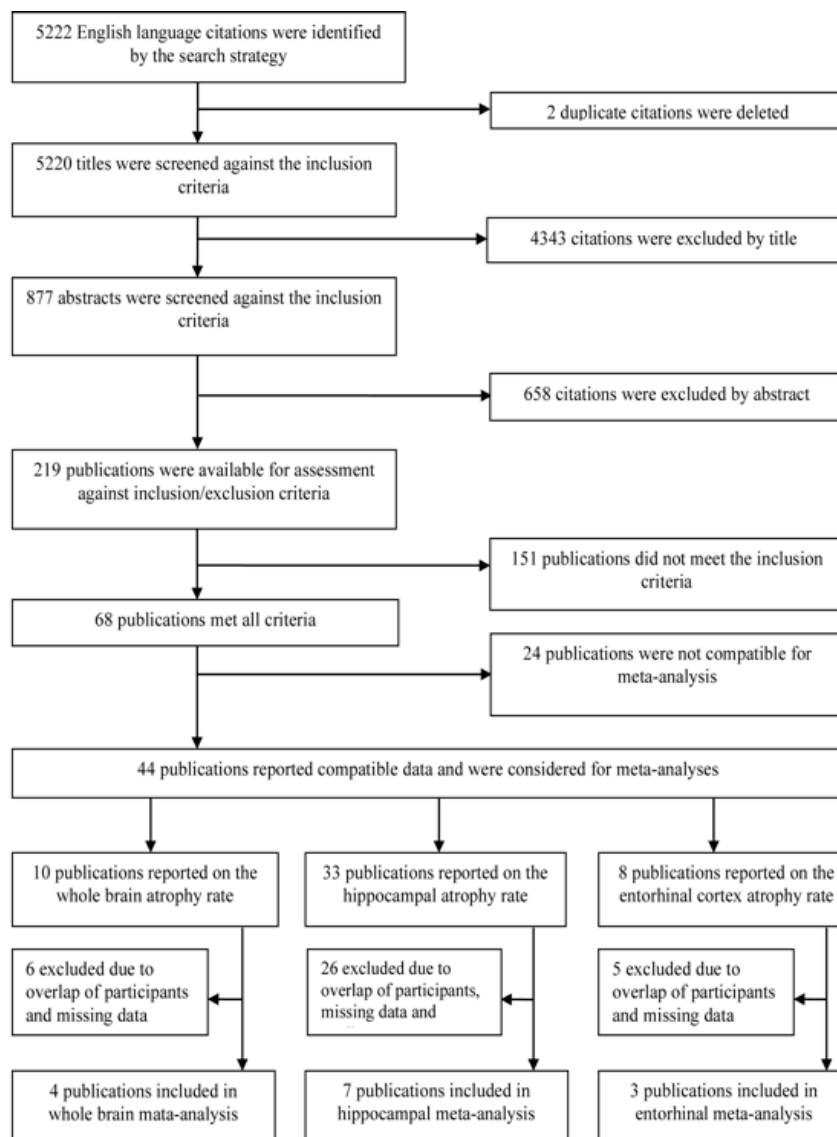 5222 English language citations were identified
by the search strategy
2 duplicate citations were deleted
5220 titles were screened against the inclusion
criteria
4343 citations were excluded by title
877 abstracts were screened against the inclusion
criteria
658 citations were excluded by abstract
219 publications were available for assessment
against inclusion/exclusion criteria
151 publications did not meet the inclusion
criteria
68 publications met all criteria
24 publications were not compatible for
meta-analysis
44 publications reported compatible data and were considered for meta-analyses
10 publications reported on the
whole brain atrophy rate
33 publications reported on the
hippocampal atrophy rate
8 publications reported on the
entorhinal cortex atrophy rate
6 excluded due to
overlap of participants
and missing data
26 excluded due to
overlap of participants,
missing data and
5 excluded due to
overlap of participants
and missing data
4 publications included in
whole brain mata-analysis
7 publications included in
hippocampal meta-analysis
3 publications included in
entorhinal meta-analysis